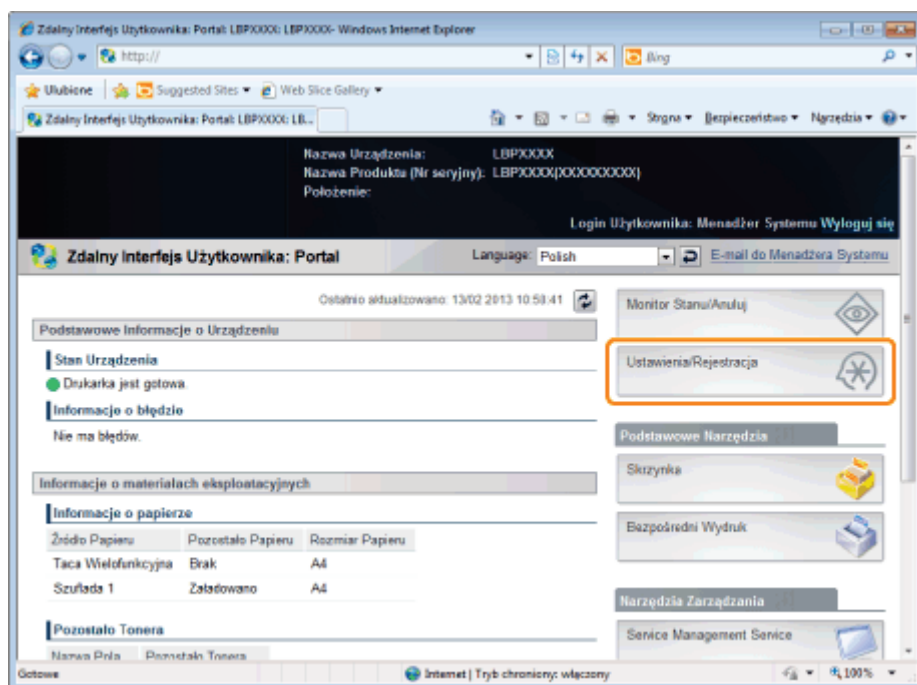 Zdalny Interfejs Użytkownika: Portal: LBPXXXX: LBPXXXX- Windows Internet Explorer
http://
Bing
Ulubione Suggested Sites Web Slice Gallery
Zdalny Interfejs Użytkownika: Portal: LBPXXXX: LB... Strona Bezpieczeństwo Narzędzia
Nazwa Urządzenia: LBPXXXX
Nazwa Produktu (Nr seryjny): LBPXXXX(XXXXXXXXX)
Położenie:
Login Użytkownika: Menadżer Systemu Wyloguj się
Zdalny Interfejs Użytkownika: Portal Language: Polish E-mail do Menadżera Systemu
Ostatnio aktualizowano: 13/02 2013 10:53:41
Monitor Stanu/Anuluj
Podstawowe Informacje o Urządzeniu
Stan Urządzenia
Ustawienia/Rejestracja
Drukarka jest gotowa.
Informacje o błędzie
Nie ma błędów.
Podstawowe Narzędzia
Skrzynka
Informacje o materiałach eksploatacyjnych
Informacje o papierze
Bezpośredni Wydruk
Źródło Papieru Pozostało Papieru Rozmiar Papieru
Taca Wielofunkcyjna Brak A4
Szuflada 1 Załadowano A4
Narzędzia Zarządzania
Pozostało Tonera
Service Management Service
Nazwa Pola Pozostało Tonera
Gotowe Internet | Tryb chroniony: włączony 100%